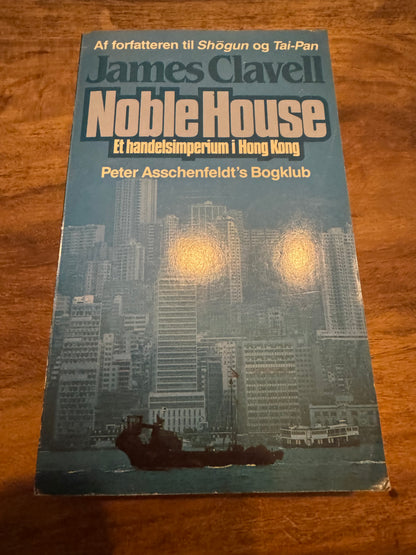 Af forfatteren til Shōgun og Tai-Pan
James Clavell
Noble House
Et handelsimperium i Hong Kong
Peter Asschenfeldt's Bogklub